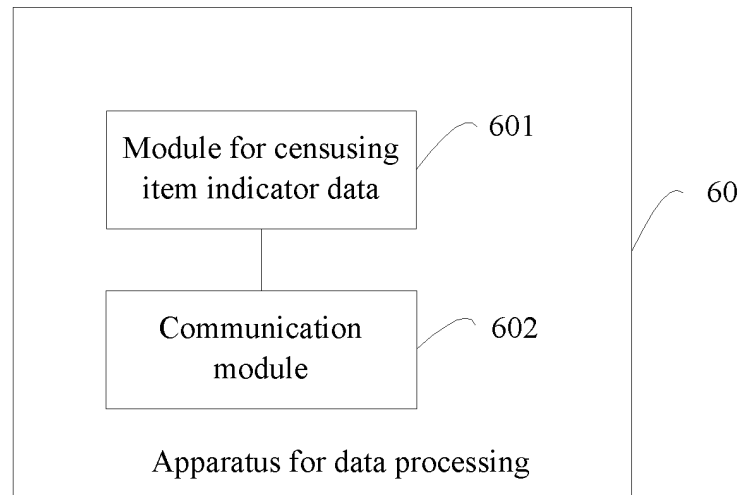 Module for censusing
item indicator data
601
60
Communication
module
602
Apparatus for data processing